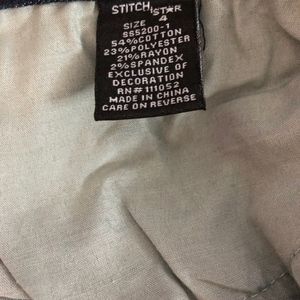 STITCH STAR
SIZE 4
SS5200-1
54%COTTON
23%POLYESTER
21%RAYON
2%SPANDEX
EXCLUSIVE OF
DECORATION
RN#111052
MADE IN CHINA
CARE ON REVERSE